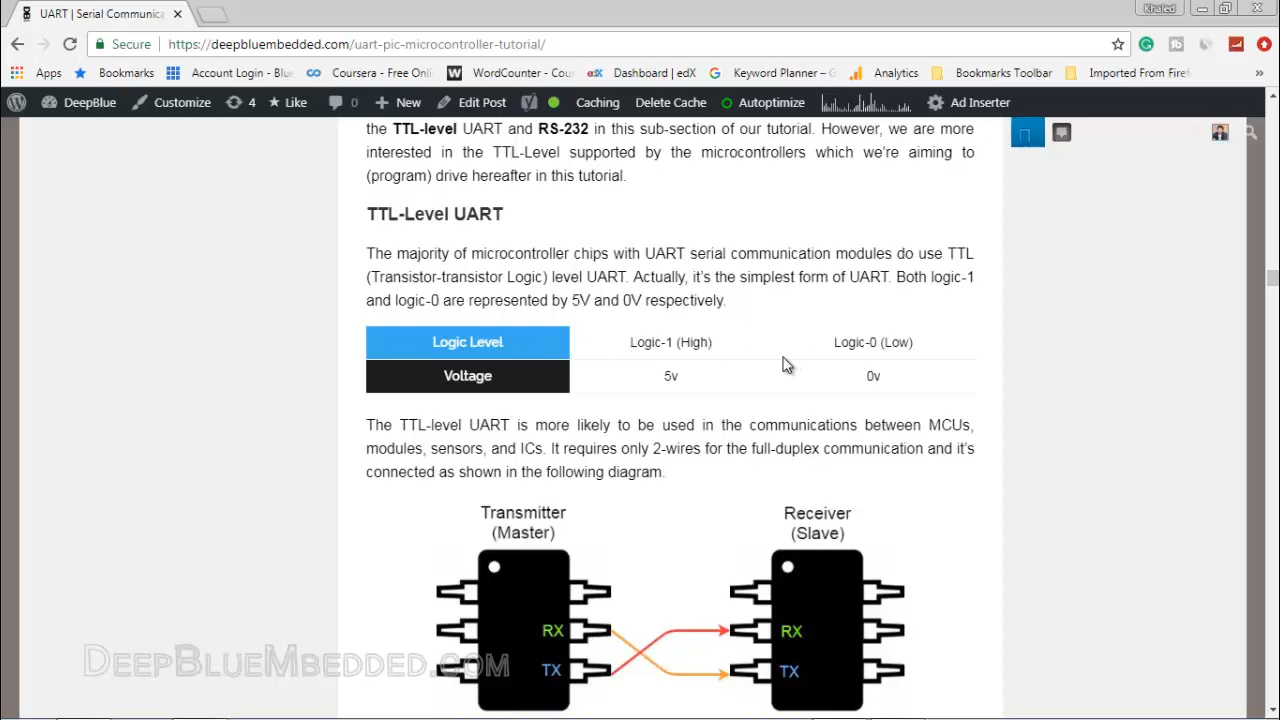 UART | Serial Communica
Khaled
Secure
https://deepbluembedded.com/uart-pic-microcontroller-tutorial/
Apps
Bookmarks
Account Login - Blue
Coursera - Free Onli
WordCounter - Cou
edX
Dashboard | edX
Keyword Planner – G
Analytics
Bookmarks Toolbar
Imported From Firef
»
DeepBlue
Customize
4
Like
0
New
Edit Post
Caching
Delete Cache
Autoptimize
Ad Inserter
the TTL-level UART and RS-232 in this sub-section of our tutorial. However, we are more
interested in the TTL-Level supported by the microcontrollers which we're aiming to
(program) drive hereafter in this tutorial.
TTL-Level UART
The majority of microcontroller chips with UART serial communication modules do use TTL
(Transistor-transistor Logic) level UART. Actually, it's the simplest form of UART. Both logic-1
and logic-0 are represented by 5V and 0V respectively.
Logic Level Logic-1 (High) Logic-0 (Low)
Voltage 5v 0v
The TTL-level UART is more likely to be used in the communications between MCUs,
modules, sensors, and ICs. It requires only 2-wires for the full-duplex communication and it's
connected as shown in the following diagram.
Transmitter
(Master)
Receiver
(Slave)
RX
RX
TX
TX
DeepBlueMbedded.com